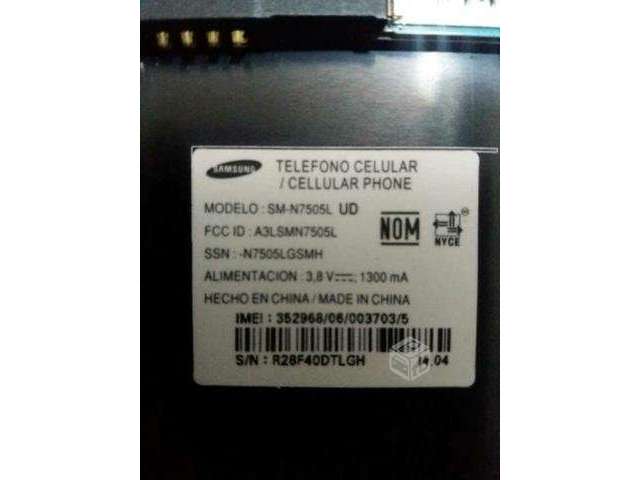 SAMSUNG
TELEFONO CELULAR
/ CELLULAR PHONE
MODELO : SM-N7505L UD
FCC ID : A3LSMN7505L
SSN : -N7505LGSMH
NOM
NYCE
ALIMENTACION : 3,8 V ; 1300 mA
HECHO EN CHINA / MADE IN CHINA
IMEI : 352968/06/003703/5
S/N : R28F40DTLGH 14.04